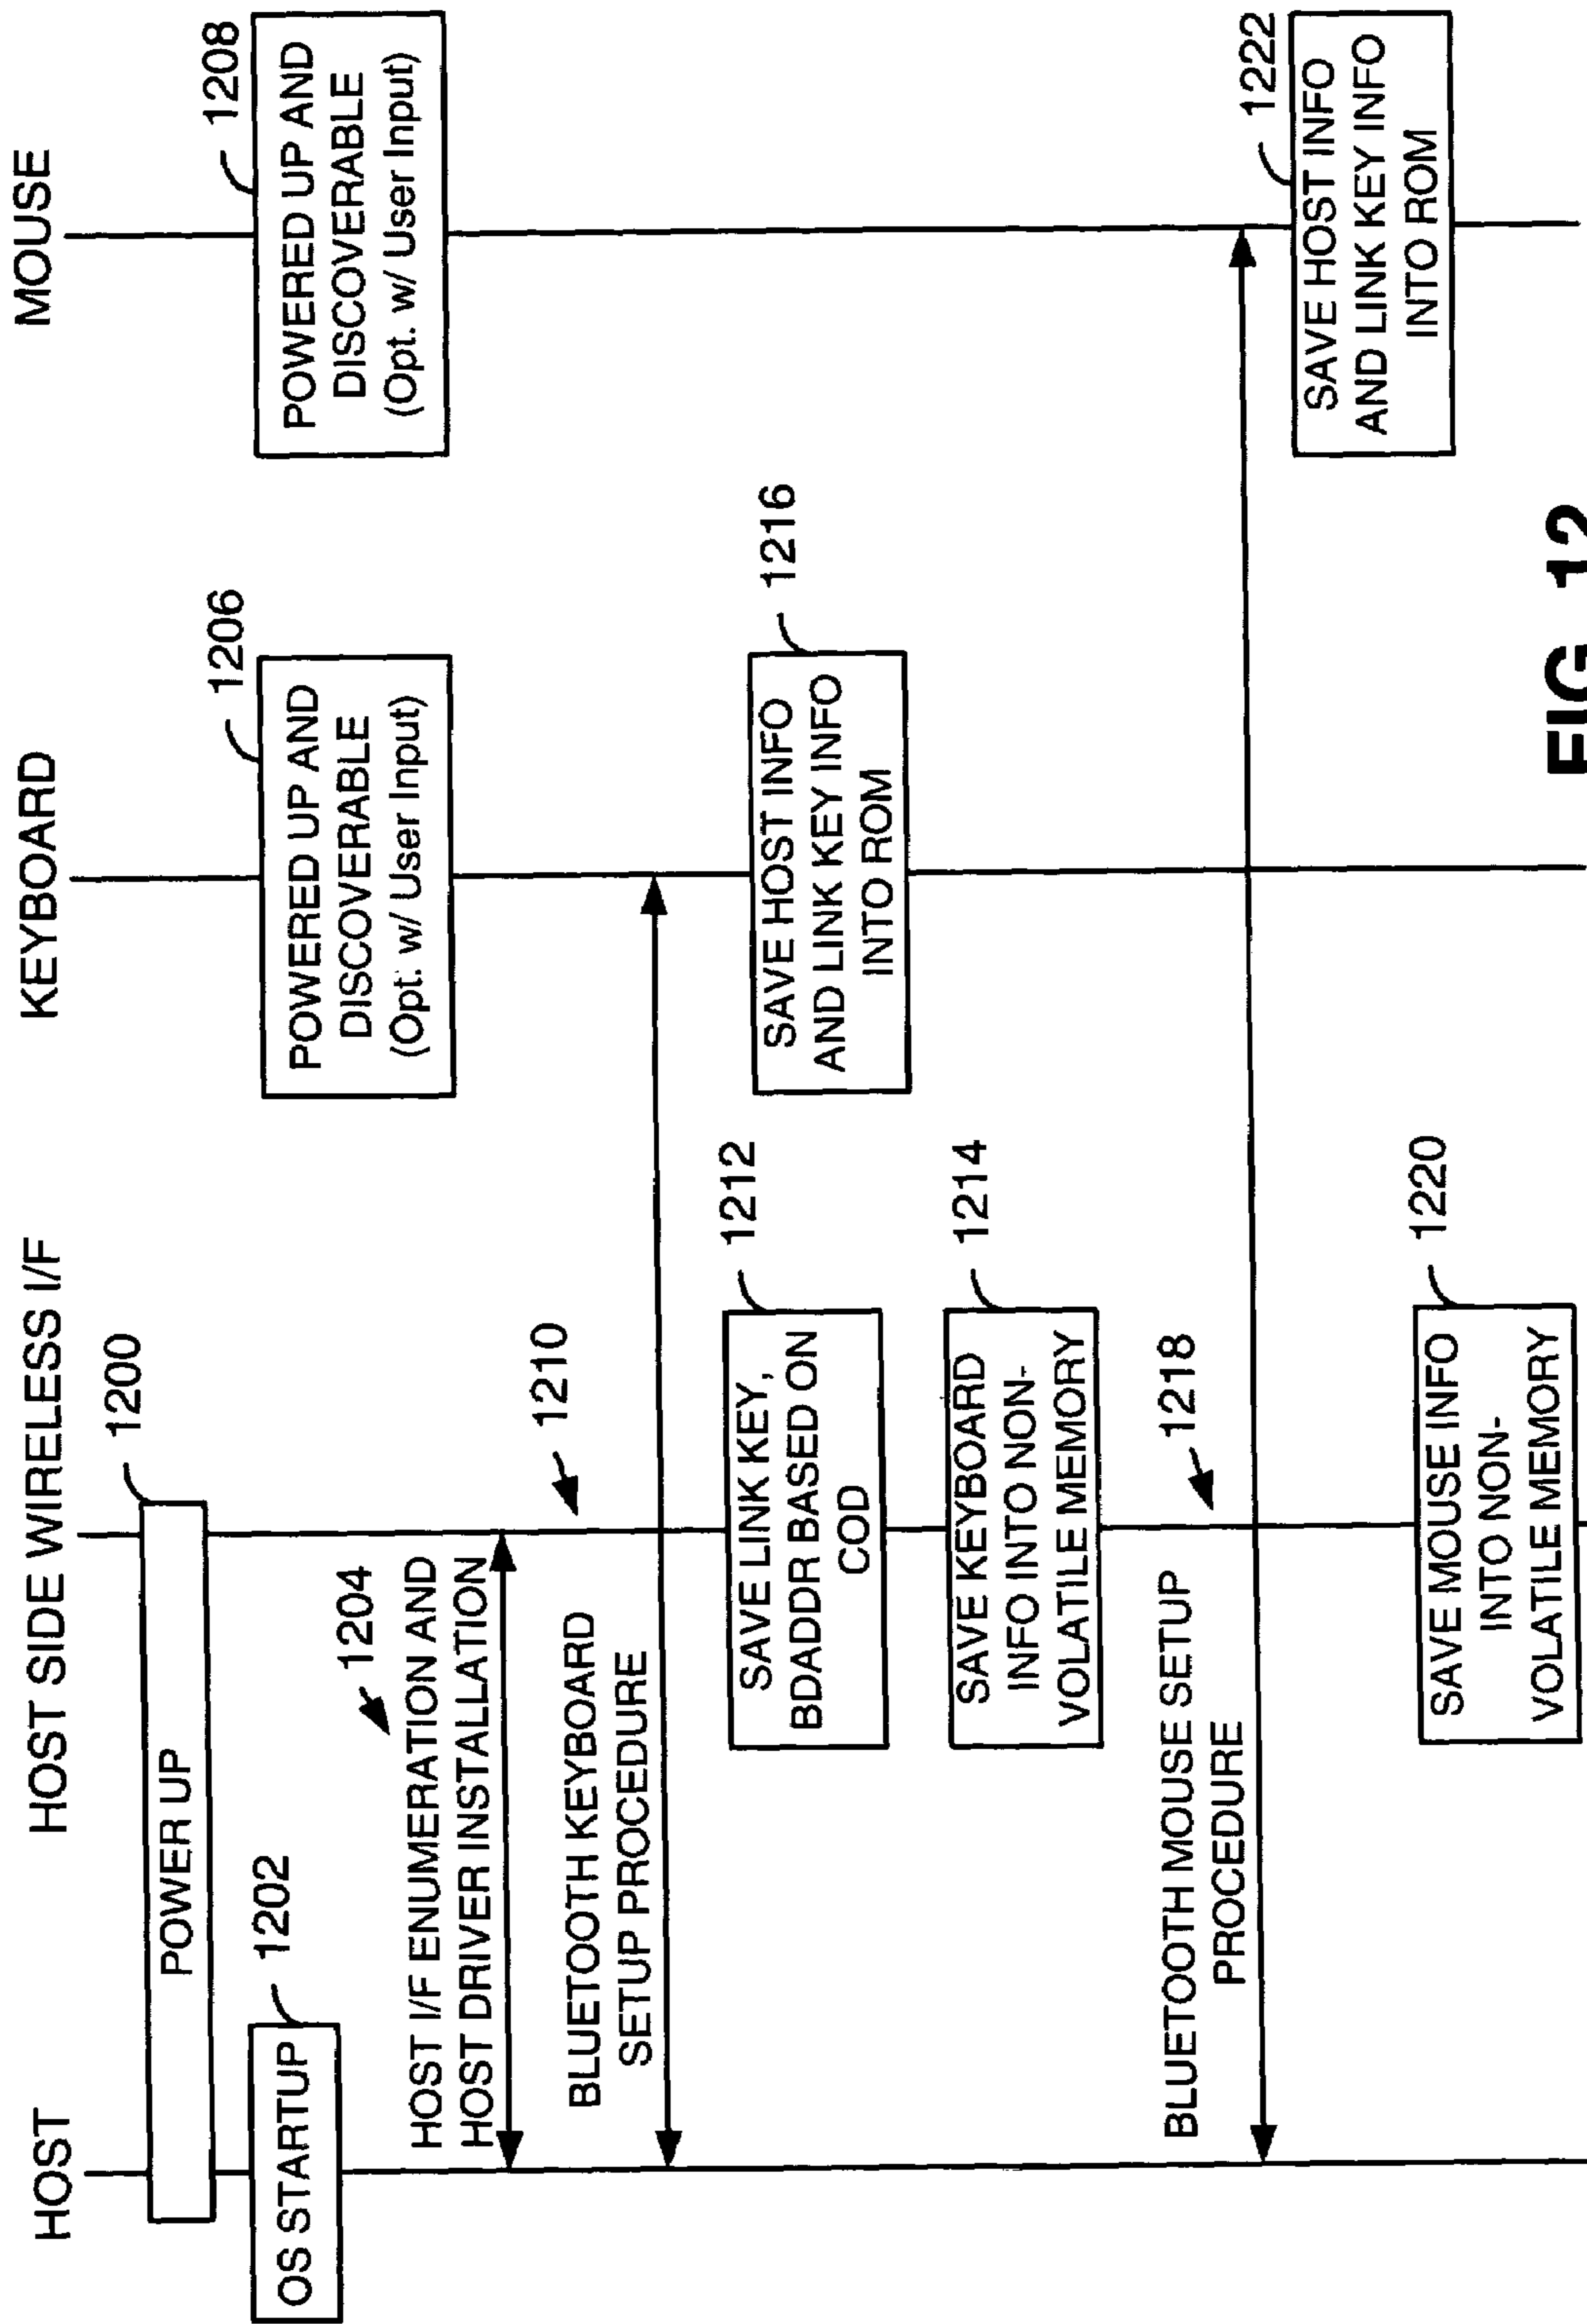 HOST
HOST SIDE WIRELESS I/F
KEYBOARD
MOUSE
POWER UP
1200
OS STARTUP
1202
POWERED UP AND
DISCOVERABLE
(Opt. w/ User Input)
1206
POWERED UP AND
DISCOVERABLE
(Opt. w/ User Input)
1208
1204
HOST I/F ENUMERATION AND
HOST DRIVER INSTALLATION
1210
BLUETOOTH KEYBOARD
SETUP PROCEDURE
SAVE LINK KEY,
BDADDR BASED ON
COD
1212
SAVE HOST INFO
AND LINK KEY INFO
INTO ROM
1216
SAVE KEYBOARD
INFO INTO NON-
VOLATILE MEMORY
1214
BLUETOOTH MOUSE SETUP
PROCEDURE
1218
SAVE HOST INFO
AND LINK KEY INFO
INTO ROM
1222
SAVE MOUSE INFO
INTO NON-
VOLATILE MEMORY
1220
FIG. 12